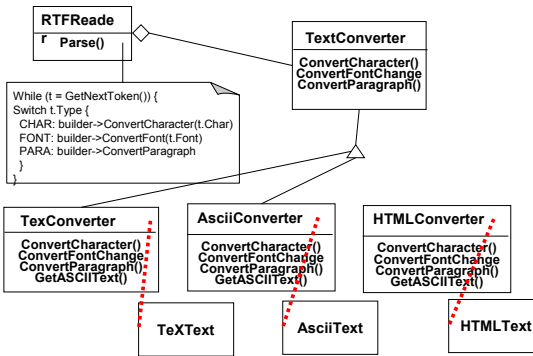 RTFReade
r Parse()
TextConverter
ConvertCharacter()
ConvertFontChange
ConvertParagraph()
While (t = GetNextToken()) {
Switch t.Type {
CHAR: builder->ConvertCharacter(t.Char)
FONT: builder->ConvertFont(t.Font)
PARA: builder->ConvertParagraph
}
}
TexConverter
ConvertCharacter()
ConvertFontChange
ConvertParagraph()
GetASCIIText()
AsciiConverter
ConvertCharacter()
ConvertFontChange
ConvertParagraph()
GetASCIIText()
HTMLConverter
ConvertCharacter()
ConvertFontChange
ConvertParagraph()
GetASCIIText()
TeXText
AsciiText
HTMLText